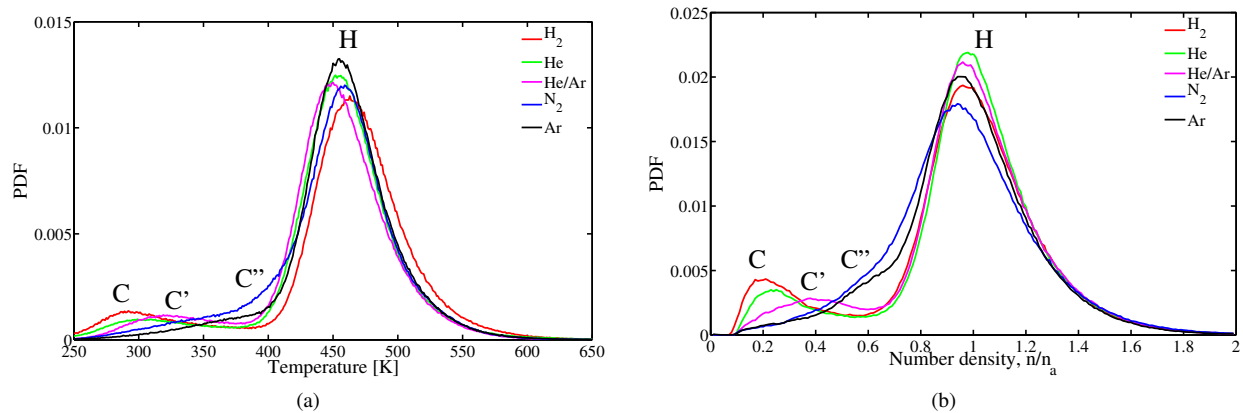 0.015
0.01
0.005
0
PDF
250
300
350
400
450
500
550
600
650
Temperature [K]
C
C’
C”
H
H2
He
He/Ar
N2
Ar
(a)
0.025
0.02
0.015
0.01
0.005
0
PDF
0
0.2
0.4
0.6
0.8
1
1.2
1.4
1.6
1.8
2
Number density, n/na
C
C’
C”
H
H2
He
He/Ar
N2
Ar
(b)